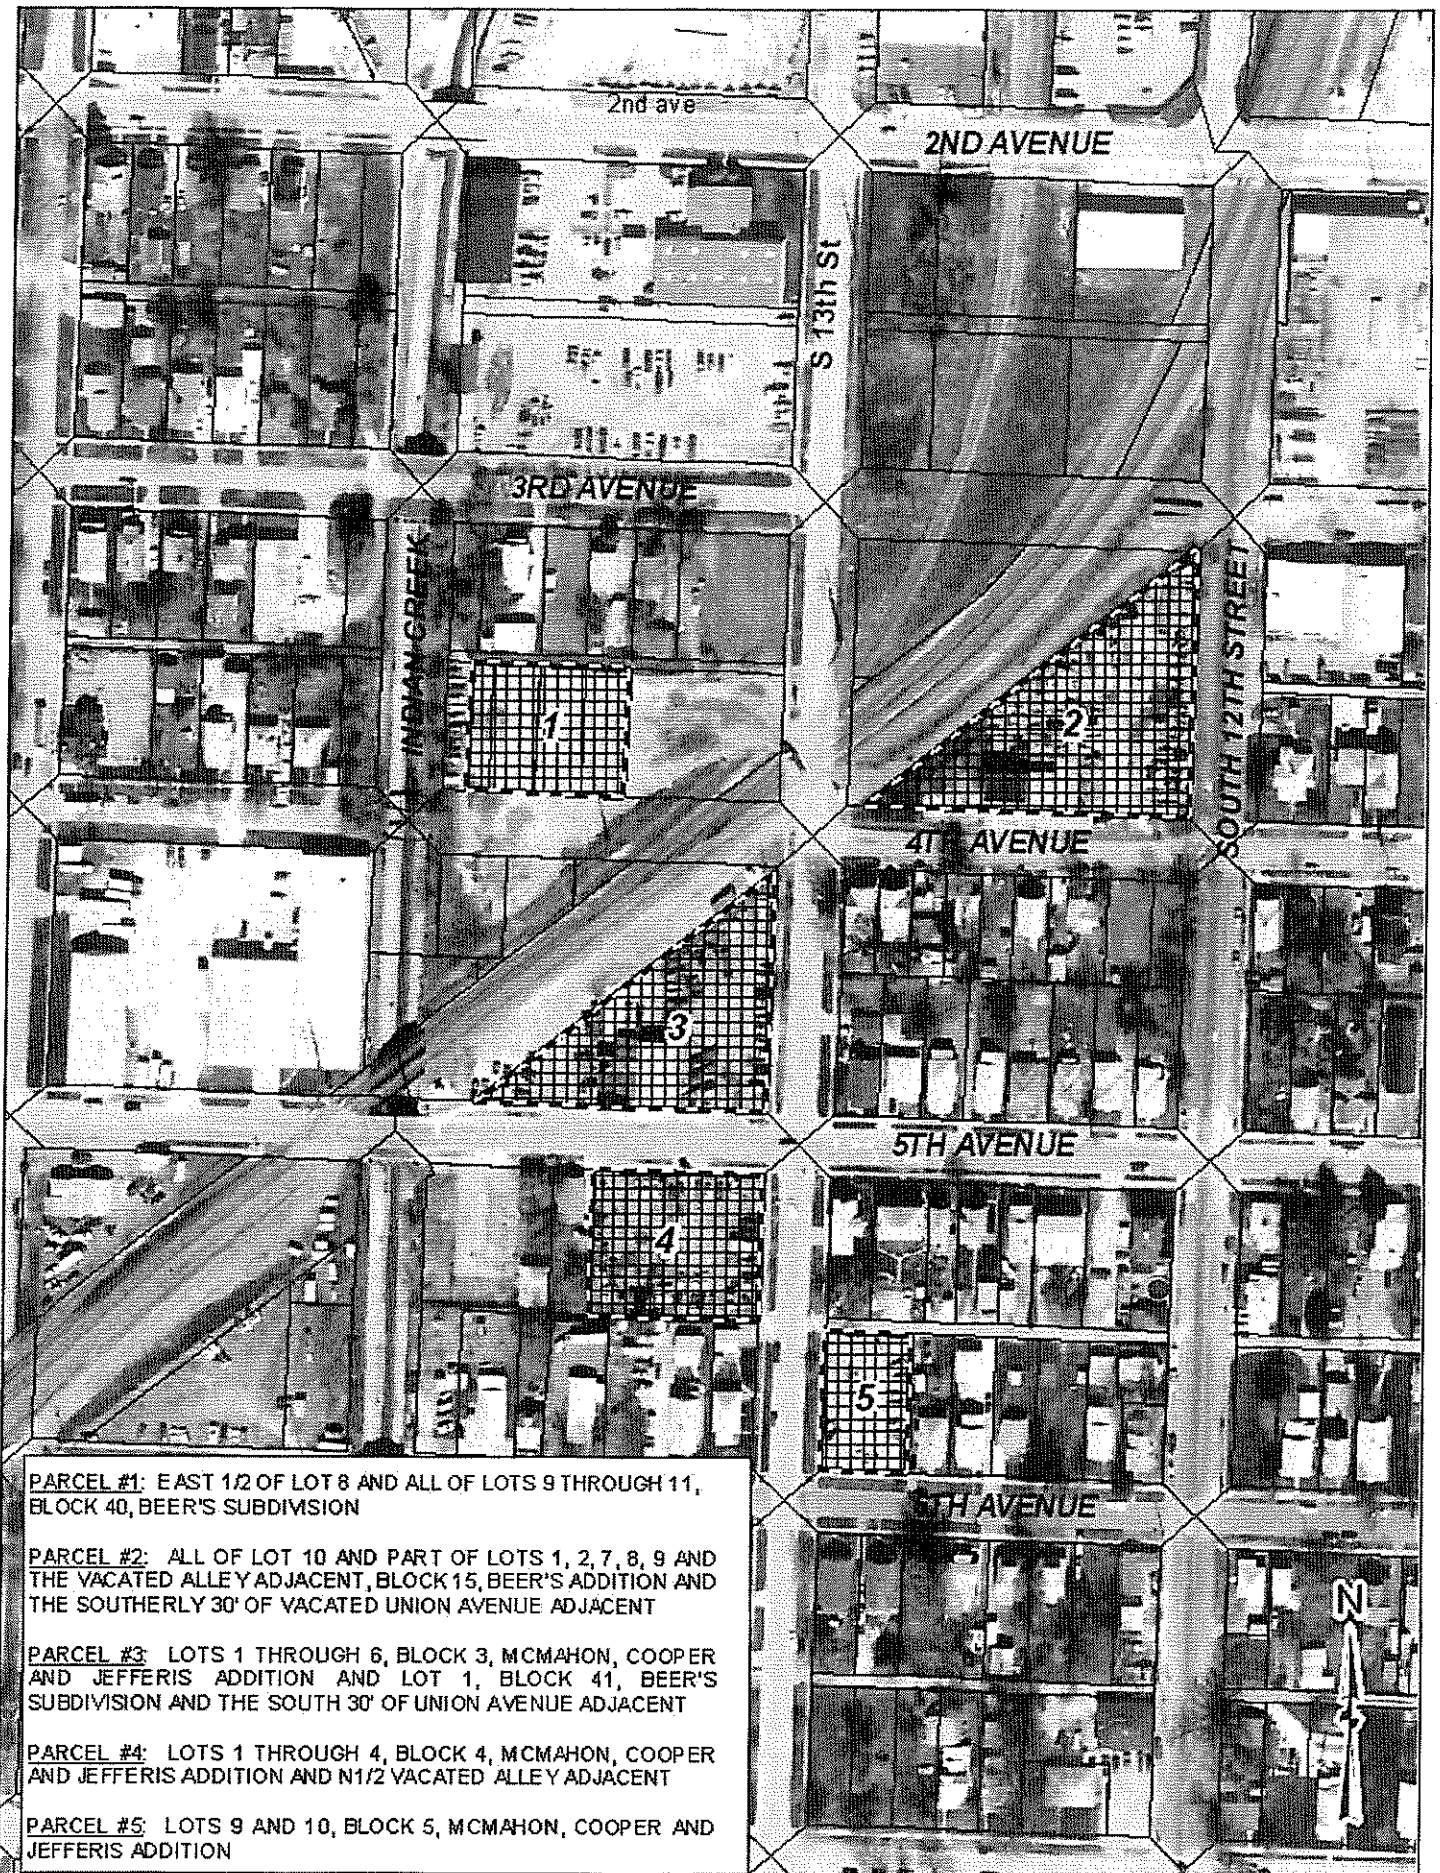 2nd ave
2ND AVENUE
S 13th St
3RD AVENUE
INDIAN CREEK
SOUTH 12TH STREET
1
2
4TH AVENUE
3
5TH AVENUE
4
5
6TH AVENUE
PARCEL #1: EAST 1/2 OF LOT 8 AND ALL OF LOTS 9 THROUGH 11,
BLOCK 40, BEER'S SUBDIVISION
PARCEL #2: ALL OF LOT 10 AND PART OF LOTS 1, 2, 7, 8, 9 AND
THE VACATED ALLEY ADJACENT, BLOCK 15, BEER'S ADDITION AND
THE SOUTHERLY 30' OF VACATED UNION AVENUE ADJACENT
PARCEL #3: LOTS 1 THROUGH 6, BLOCK 3, MCMAHON, COOPER
AND JEFFERIS ADDITION AND LOT 1, BLOCK 41, BEER'S
SUBDIVISION AND THE SOUTH 30' OF UNION AVENUE ADJACENT
PARCEL #4: LOTS 1 THROUGH 4, BLOCK 4, MCMAHON, COOPER
AND JEFFERIS ADDITION AND N1/2 VACATED ALLEY ADJACENT
PARCEL #5: LOTS 9 AND 10, BLOCK 5, MCMAHON, COOPER AND
JEFFERIS ADDITION
N